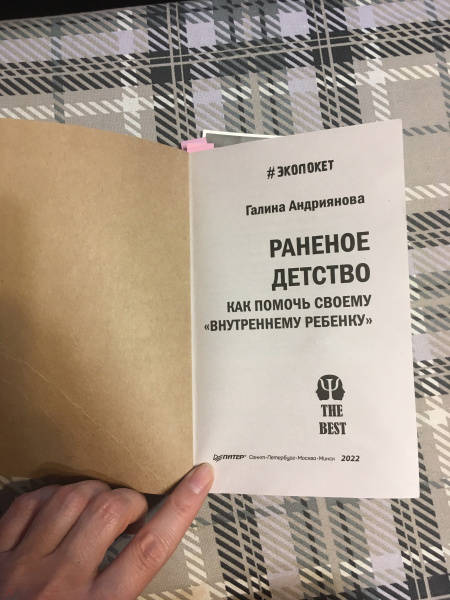 #экопокет
Галина Андриянова
РАНЕНОЕ
ДЕТСТВО
КАК ПОМОЧЬ СВОЕМУ
«ВНУТРЕННЕМУ РЕБЕНКУ»
THE
BEST
ПИТЕР® Санкт-Петербург·Москва·Минск 2022